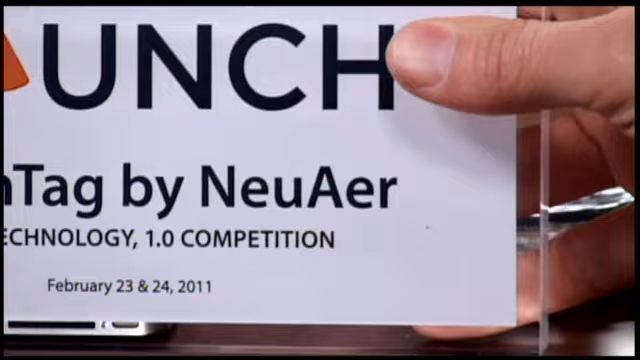 UNCH
Tag by NeuAer
ECHNOLOGY, 1.0 COMPETITION
February 23 & 24, 2011